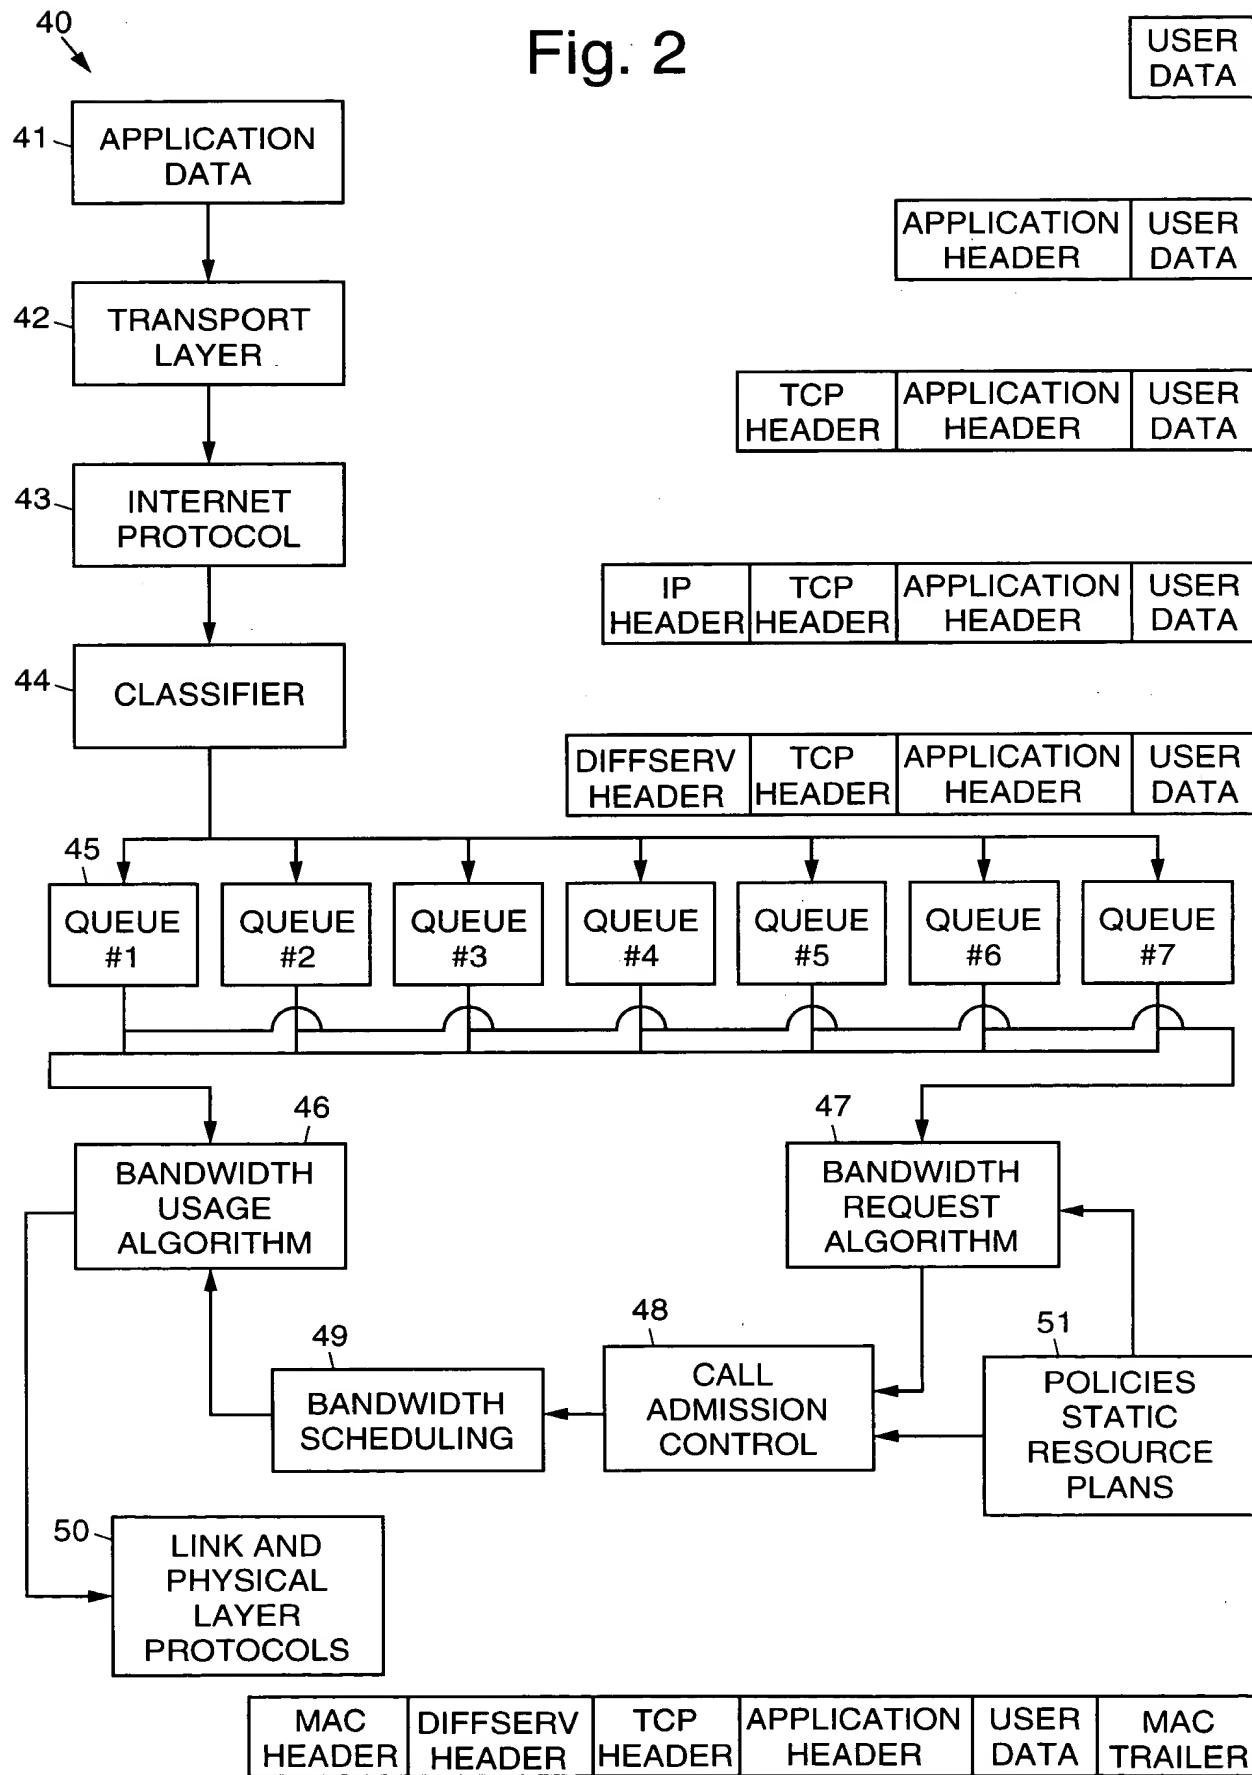 40
Fig. 2
USER
DATA
41
APPLICATION
DATA
APPLICATION
HEADER
USER
DATA
42
TRANSPORT
LAYER
TCP
HEADER
APPLICATION
HEADER
USER
DATA
43
INTERNET
PROTOCOL
IP
HEADER
TCP
HEADER
APPLICATION
HEADER
USER
DATA
44
CLASSIFIER
DIFFSERV
HEADER
TCP
HEADER
APPLICATION
HEADER
USER
DATA
45
QUEUE
#1
QUEUE
#2
QUEUE
#3
QUEUE
#4
QUEUE
#5
QUEUE
#6
QUEUE
#7
46
BANDWIDTH
USAGE
ALGORITHM
47
BANDWIDTH
REQUEST
ALGORITHM
48
CALL
ADMISSION
CONTROL
49
BANDWIDTH
SCHEDULING
51
POLICIES
STATIC
RESOURCE
PLANS
50
LINK AND
PHYSICAL
LAYER
PROTOCOLS
MAC
HEADER
DIFFSERV
HEADER
TCP
HEADER
APPLICATION
HEADER
USER
DATA
MAC
TRAILER